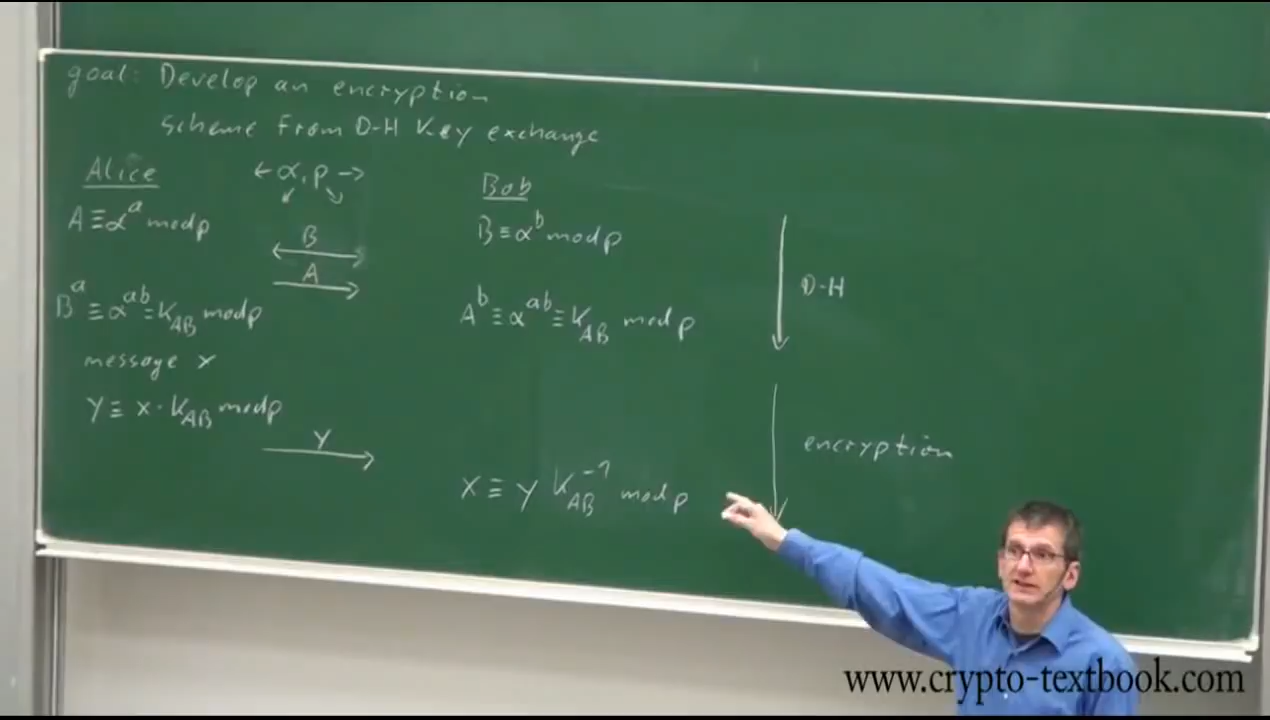 goal: Develop an encryption
scheme from D-H Key exchange
Alice
← α, p →
Bob
A ≡ α^a mod p
B
A
B ≡ α^b mod p
D-H
B^a ≡ α^ab ≡ K_AB mod p
A^b ≡ α^ab ≡ K_AB mod p
message x
y ≡ x · K_AB mod p
y
encryption
x ≡ y K_AB^-1 mod p
www.crypto-textbook.com